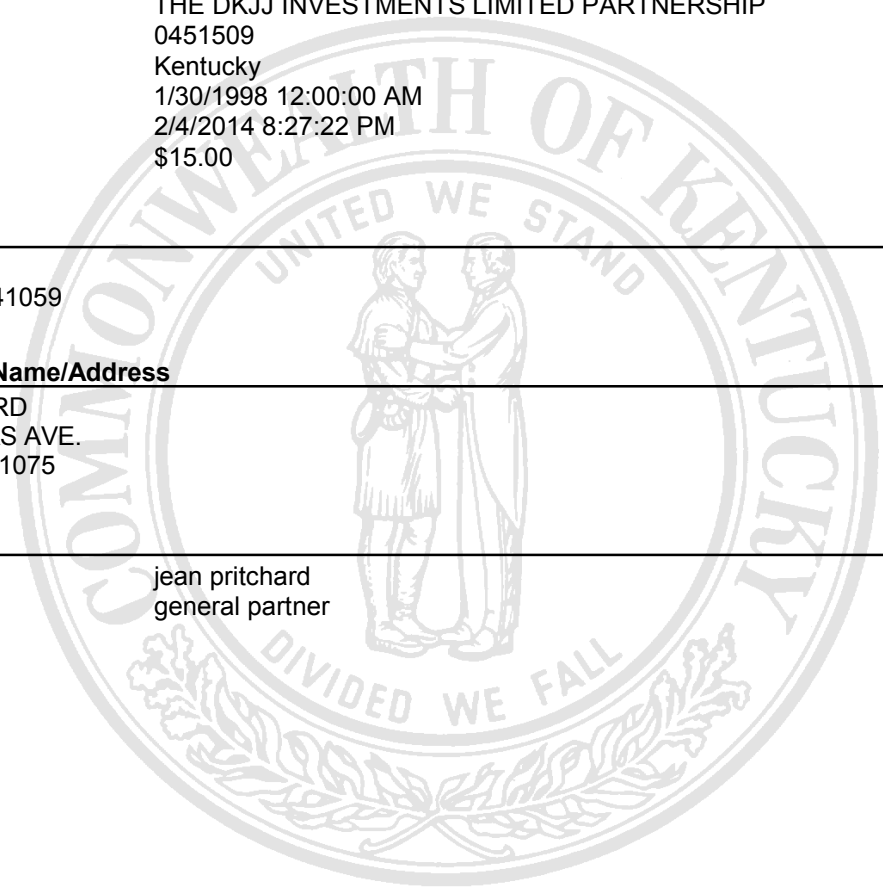 THE DKJJ INVESTMENTS LIMITED PARTNERSHIP
0451509
Kentucky
1/30/1998 12:00:00 AM
2/4/2014 8:27:22 PM
$15.00
COMMONWEALTH OF KENTUCKY
UNITED WE STAND
41059
Name/Address
RD
S AVE.
1075
jean pritchard
general partner
DIVIDED WE FALL